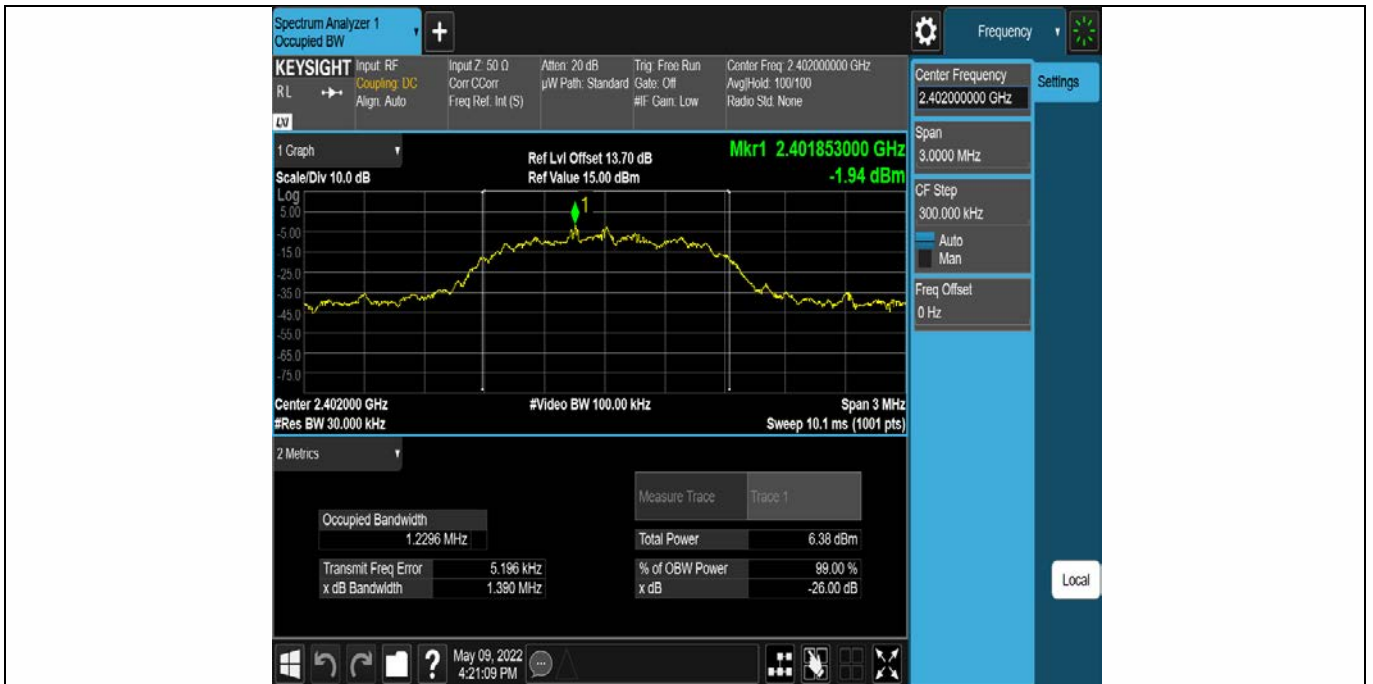 Spectrum Analyzer 1
Occupied BW
+
Frequency
KEYSIGHT
Input: RF
Coupling: DC
Align: Auto
Input Z: 50 Ω
Corr CCorr
Freq Ref: Int (S)
Atten: 20 dB
µW Path: Standard
Trig: Free Run
Gate: Off
#IF Gain: Low
Center Freq: 2.402000000 GHz
Avg|Hold: 100/100
Radio Std: None
RL
LXI
Center Frequency
2.402000000 GHz
Settings
Span
3.0000 MHz
CF Step
300.000 kHz
Auto
Man
Freq Offset
0 Hz
1 Graph
Ref Lvl Offset 13.70 dB
Mkr1 2.401853000 GHz
Scale/Div 10.0 dB
Ref Value 15.00 dBm
-1.94 dBm
Log
1
5.00
-5.00
-15.0
-25.0
-35.0
-45.0
-55.0
-65.0
-75.0
Center 2.402000 GHz
#Video BW 100.00 kHz
Span 3 MHz
#Res BW 30.000 kHz
Sweep 10.1 ms (1001 pts)
2 Metrics
Measure Trace
Trace 1
Occupied Bandwidth
1.2296 MHz
Total Power
6.38 dBm
Transmit Freq Error
5.196 kHz
% of OBW Power
99.00 %
x dB Bandwidth
1.390 MHz
x dB
-26.00 dB
Local
?
May 09, 2022
4:21:09 PM